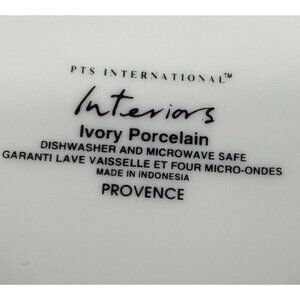 PTS INTERNATIONAL™
Interiors
Ivory Porcelain
DISHWASHER AND MICROWAVE SAFE
GARANTI LAVE VAISSELLE ET FOUR MICRO-ONDES
MADE IN INDONESIA
PROVENCE